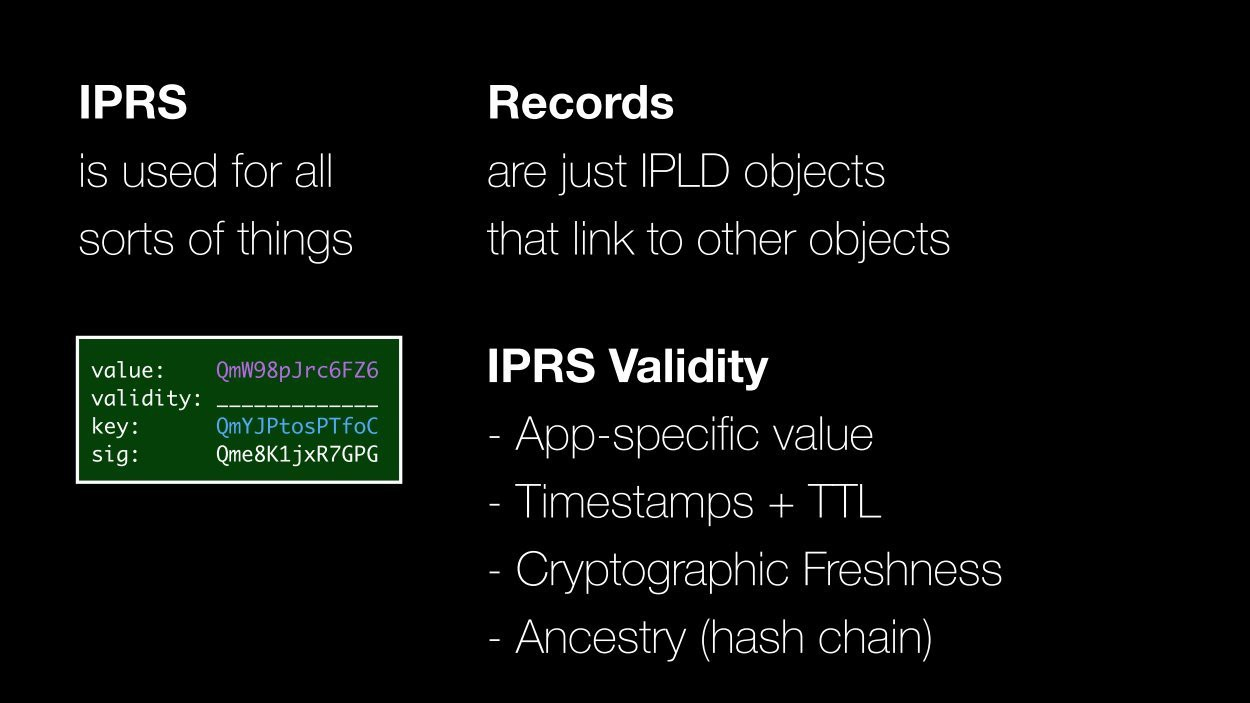 IPRS
is used for all
sorts of things
Records
are just IPLD objects
that link to other objects
value: QmW98pJrc6FZ6
validity: _____________
key: QmYJPtosPTfoC
sig: Qme8K1jxR7GPG
IPRS Validity
- App-specific value
- Timestamps + TTL
- Cryptographic Freshness
- Ancestry (hash chain)